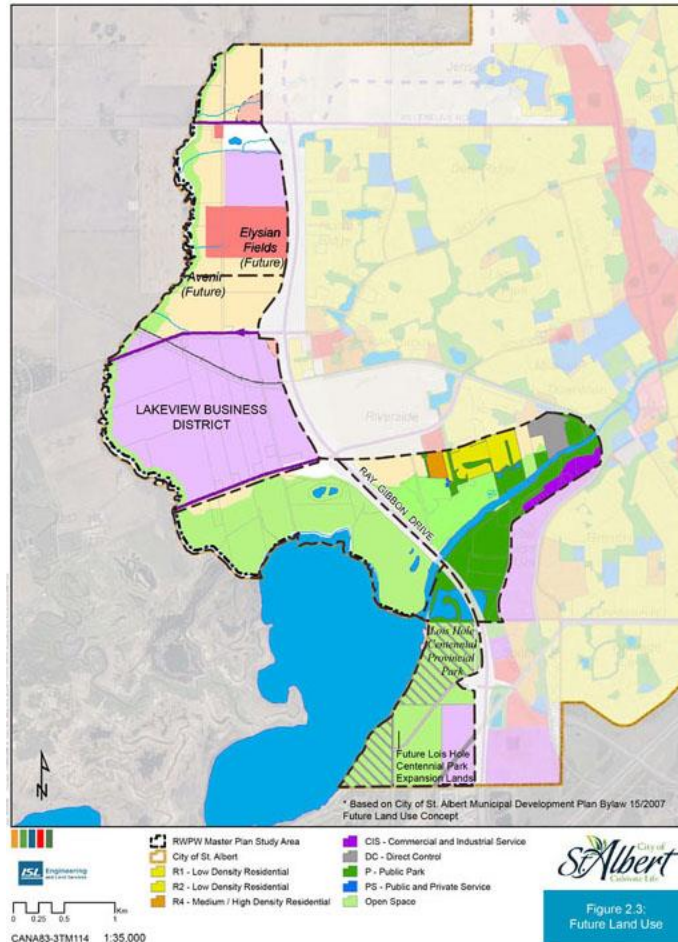 Elysian
Fields
(Future)
Avenir
(Future)
LAKEVIEW BUSINESS
DISTRICT
Riverside
RAY GIBBON DRIVE
Lois Hole
Centennial
Provincial
Park
Future Lois Hole
Centennial Park
Expansion Lands
* Based on City of St. Albert Municipal Development Plan Bylaw 15/2007
Future Land Use Concept
ISL Engineering
and Land Services
N
0 0.25 0.5 1
Km
CANA83-3TM114 1:35,000
RWPW Master Plan Study Area
City of St. Albert
R1 - Low Density Residential
R2 - Low Density Residential
R4 - Medium / High Density Residential
CIS - Commercial and Industrial Service
DC - Direct Control
P - Public Park
PS - Public and Private Service
Open Space
City of
St. Albert
Cultivate Life
Figure 2.3:
Future Land Use